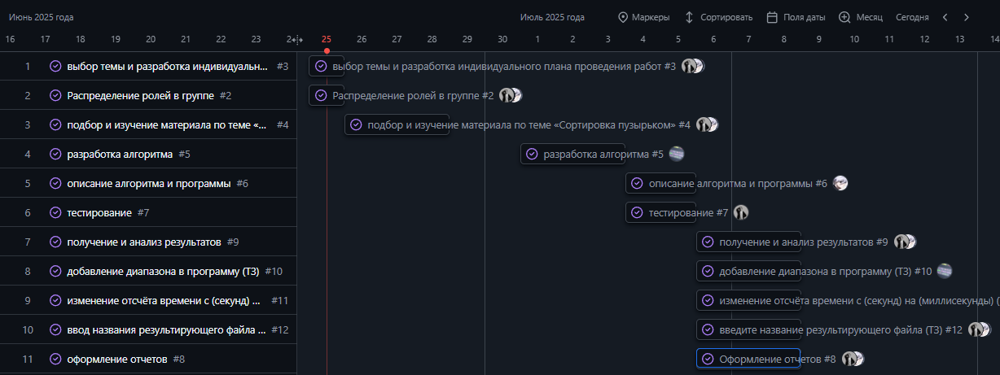 Июнь 2025 года Июль 2025 года Маркеры Сортировать Поля даты Месяц Сегодня
16 17 18 19 20 21 22 23 2 25 26 27 28 29 30 1 2 3 4 5 6 7 8 9 10 11 12 13 14
1 выбор темы и разработка индивидуальн... #3 выбор темы и разработка индивидуального плана проведения работ #3
2 Распределение ролей в группе #2 Распределение ролей в группе #2
3 подбор и изучение материала по теме «... #4 подбор и изучение материала по теме «Сортировка пузырьком» #4
4 разработка алгоритма #5 разработка алгоритма #5
5 описание алгоритма и программы #6 описание алгоритма и программы #6
6 тестирование #7 тестирование #7
7 получение и анализ результатов #9 получение и анализ результатов #9
8 добавление диапазона в программу (ТЗ) #10 добавление диапазона в программу (ТЗ) #10
9 изменение отсчёта времени с (секунд) ... #11 изменение отсчёта времени с (секунд) на (миллисекунды) (
10 ввод названия результирующего файла ... #12 введите название результирующего файла (ТЗ) #12
11 оформление отчетов #8 Оформление отчетов #8